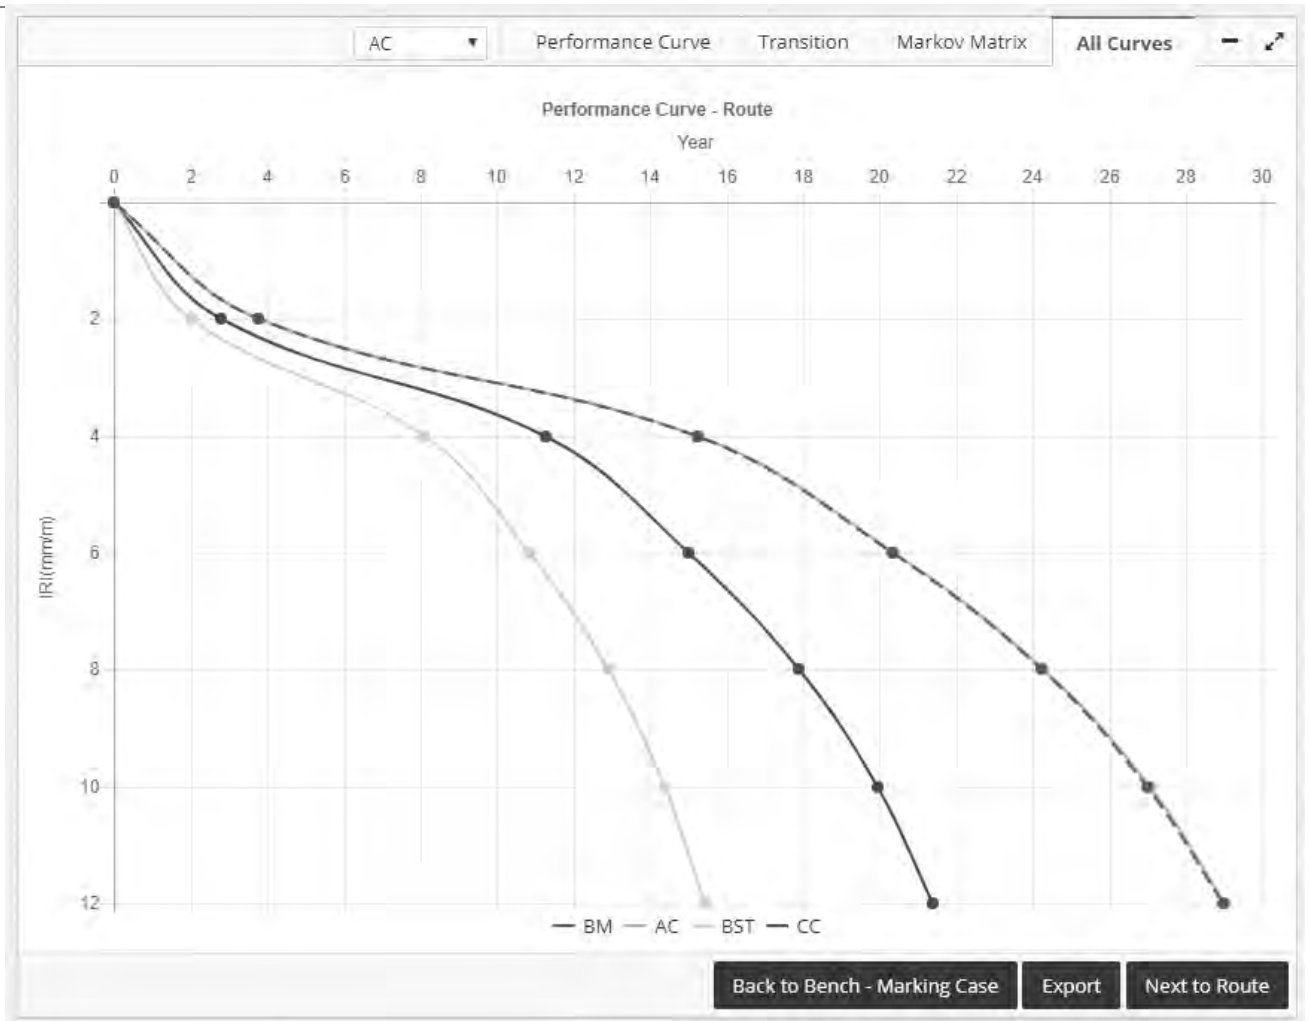 AC ▼ Performance Curve Transition Markov Matrix All Curves
Performance Curve - Route
Year
0 2 4 6 8 10 12 14 16 18 20 22 24 26 28 30
2
4
IRI(mm/m)
6
8
10
12
BM AC BST CC
Back to Bench - Marking Case Export Next to Route